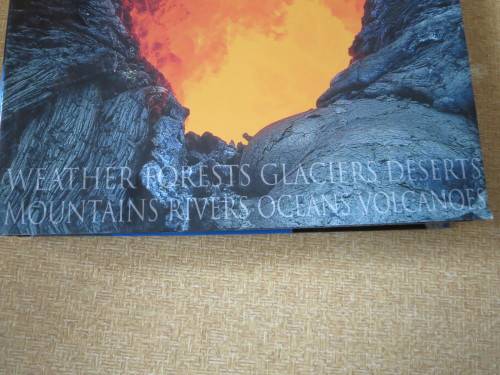 WEATHER FORESTS GLACIERS DESERTS
MOUNTAINS RIVERS OCEANS VOLCANOES